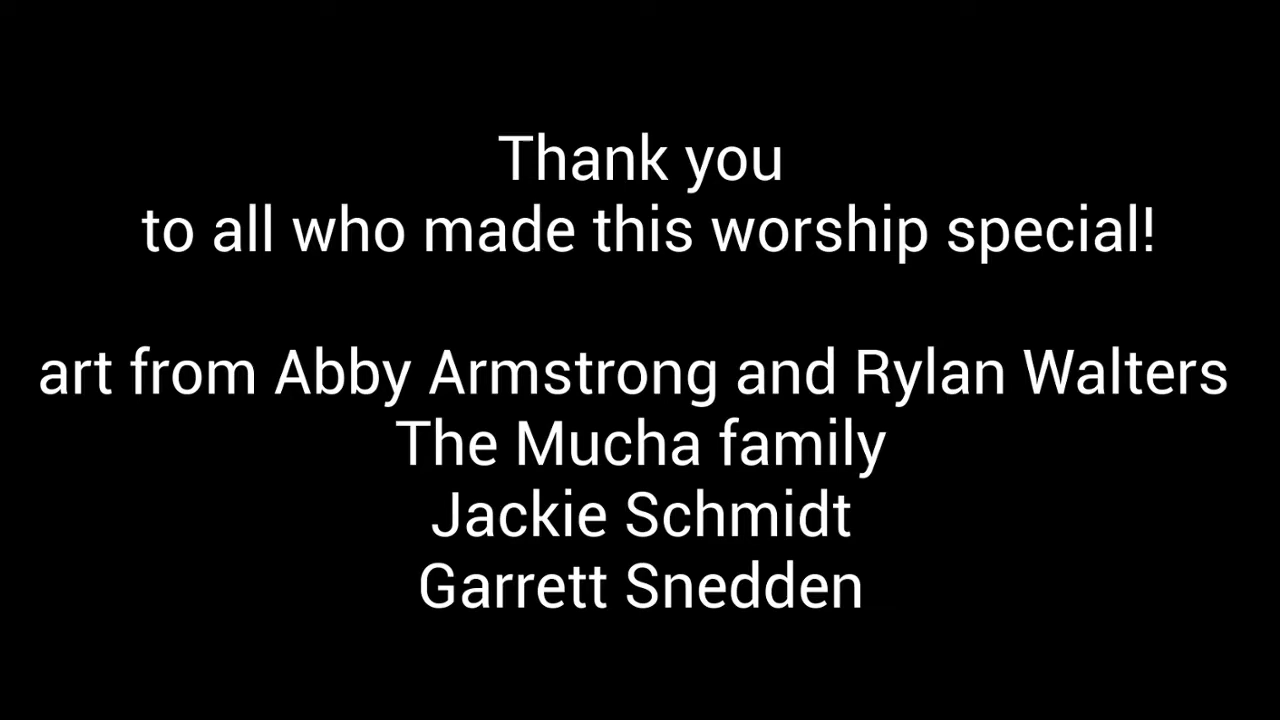 Thank you
to all who made this worship special!
art from Abby Armstrong and Rylan Walters
The Mucha family
Jackie Schmidt
Garrett Snedden